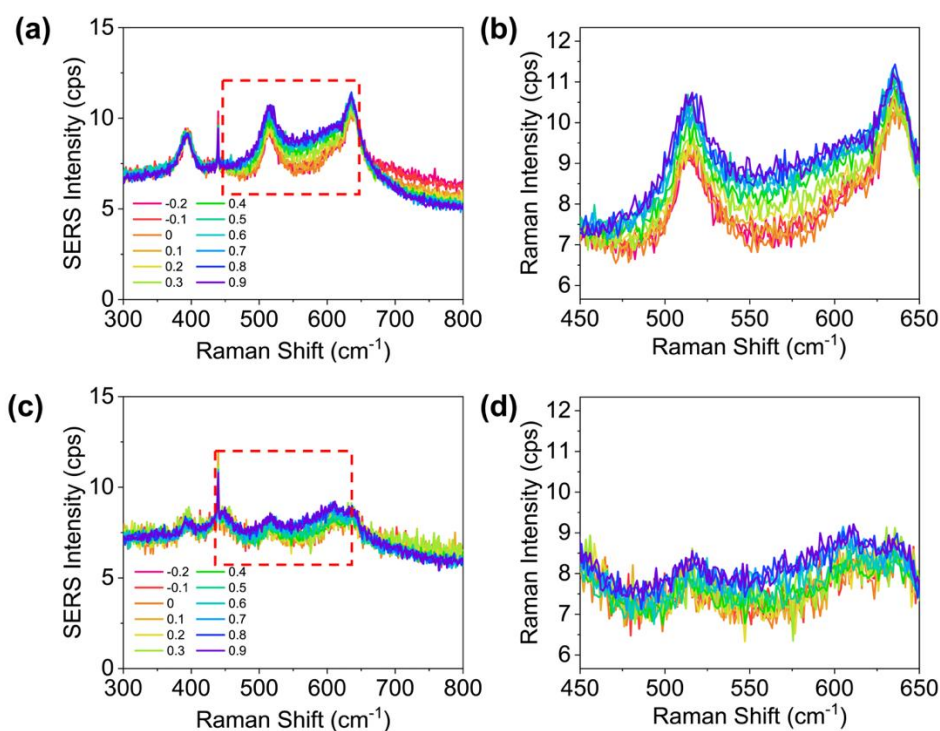 (a)
SERS Intensity (cps)
15
10
5
0
-0.2 0.4
-0.1 0.5
0 0.6
0.1 0.7
0.2 0.8
0.3 0.9
300 400 500 600 700 800
Raman Shift (cm-1)
(b)
Raman Intensity (cps)
12
11
10
9
8
7
6
450 500 550 600 650
Raman Shift (cm-1)
(c)
SERS Intensity (cps)
15
10
5
0
-0.2 0.4
-0.1 0.5
0 0.6
0.1 0.7
0.2 0.8
0.3 0.9
300 400 500 600 700 800
Raman Shift (cm-1)
(d)
Raman Intensity (cps)
12
11
10
9
8
7
6
450 500 550 600 650
Raman Shift (cm-1)